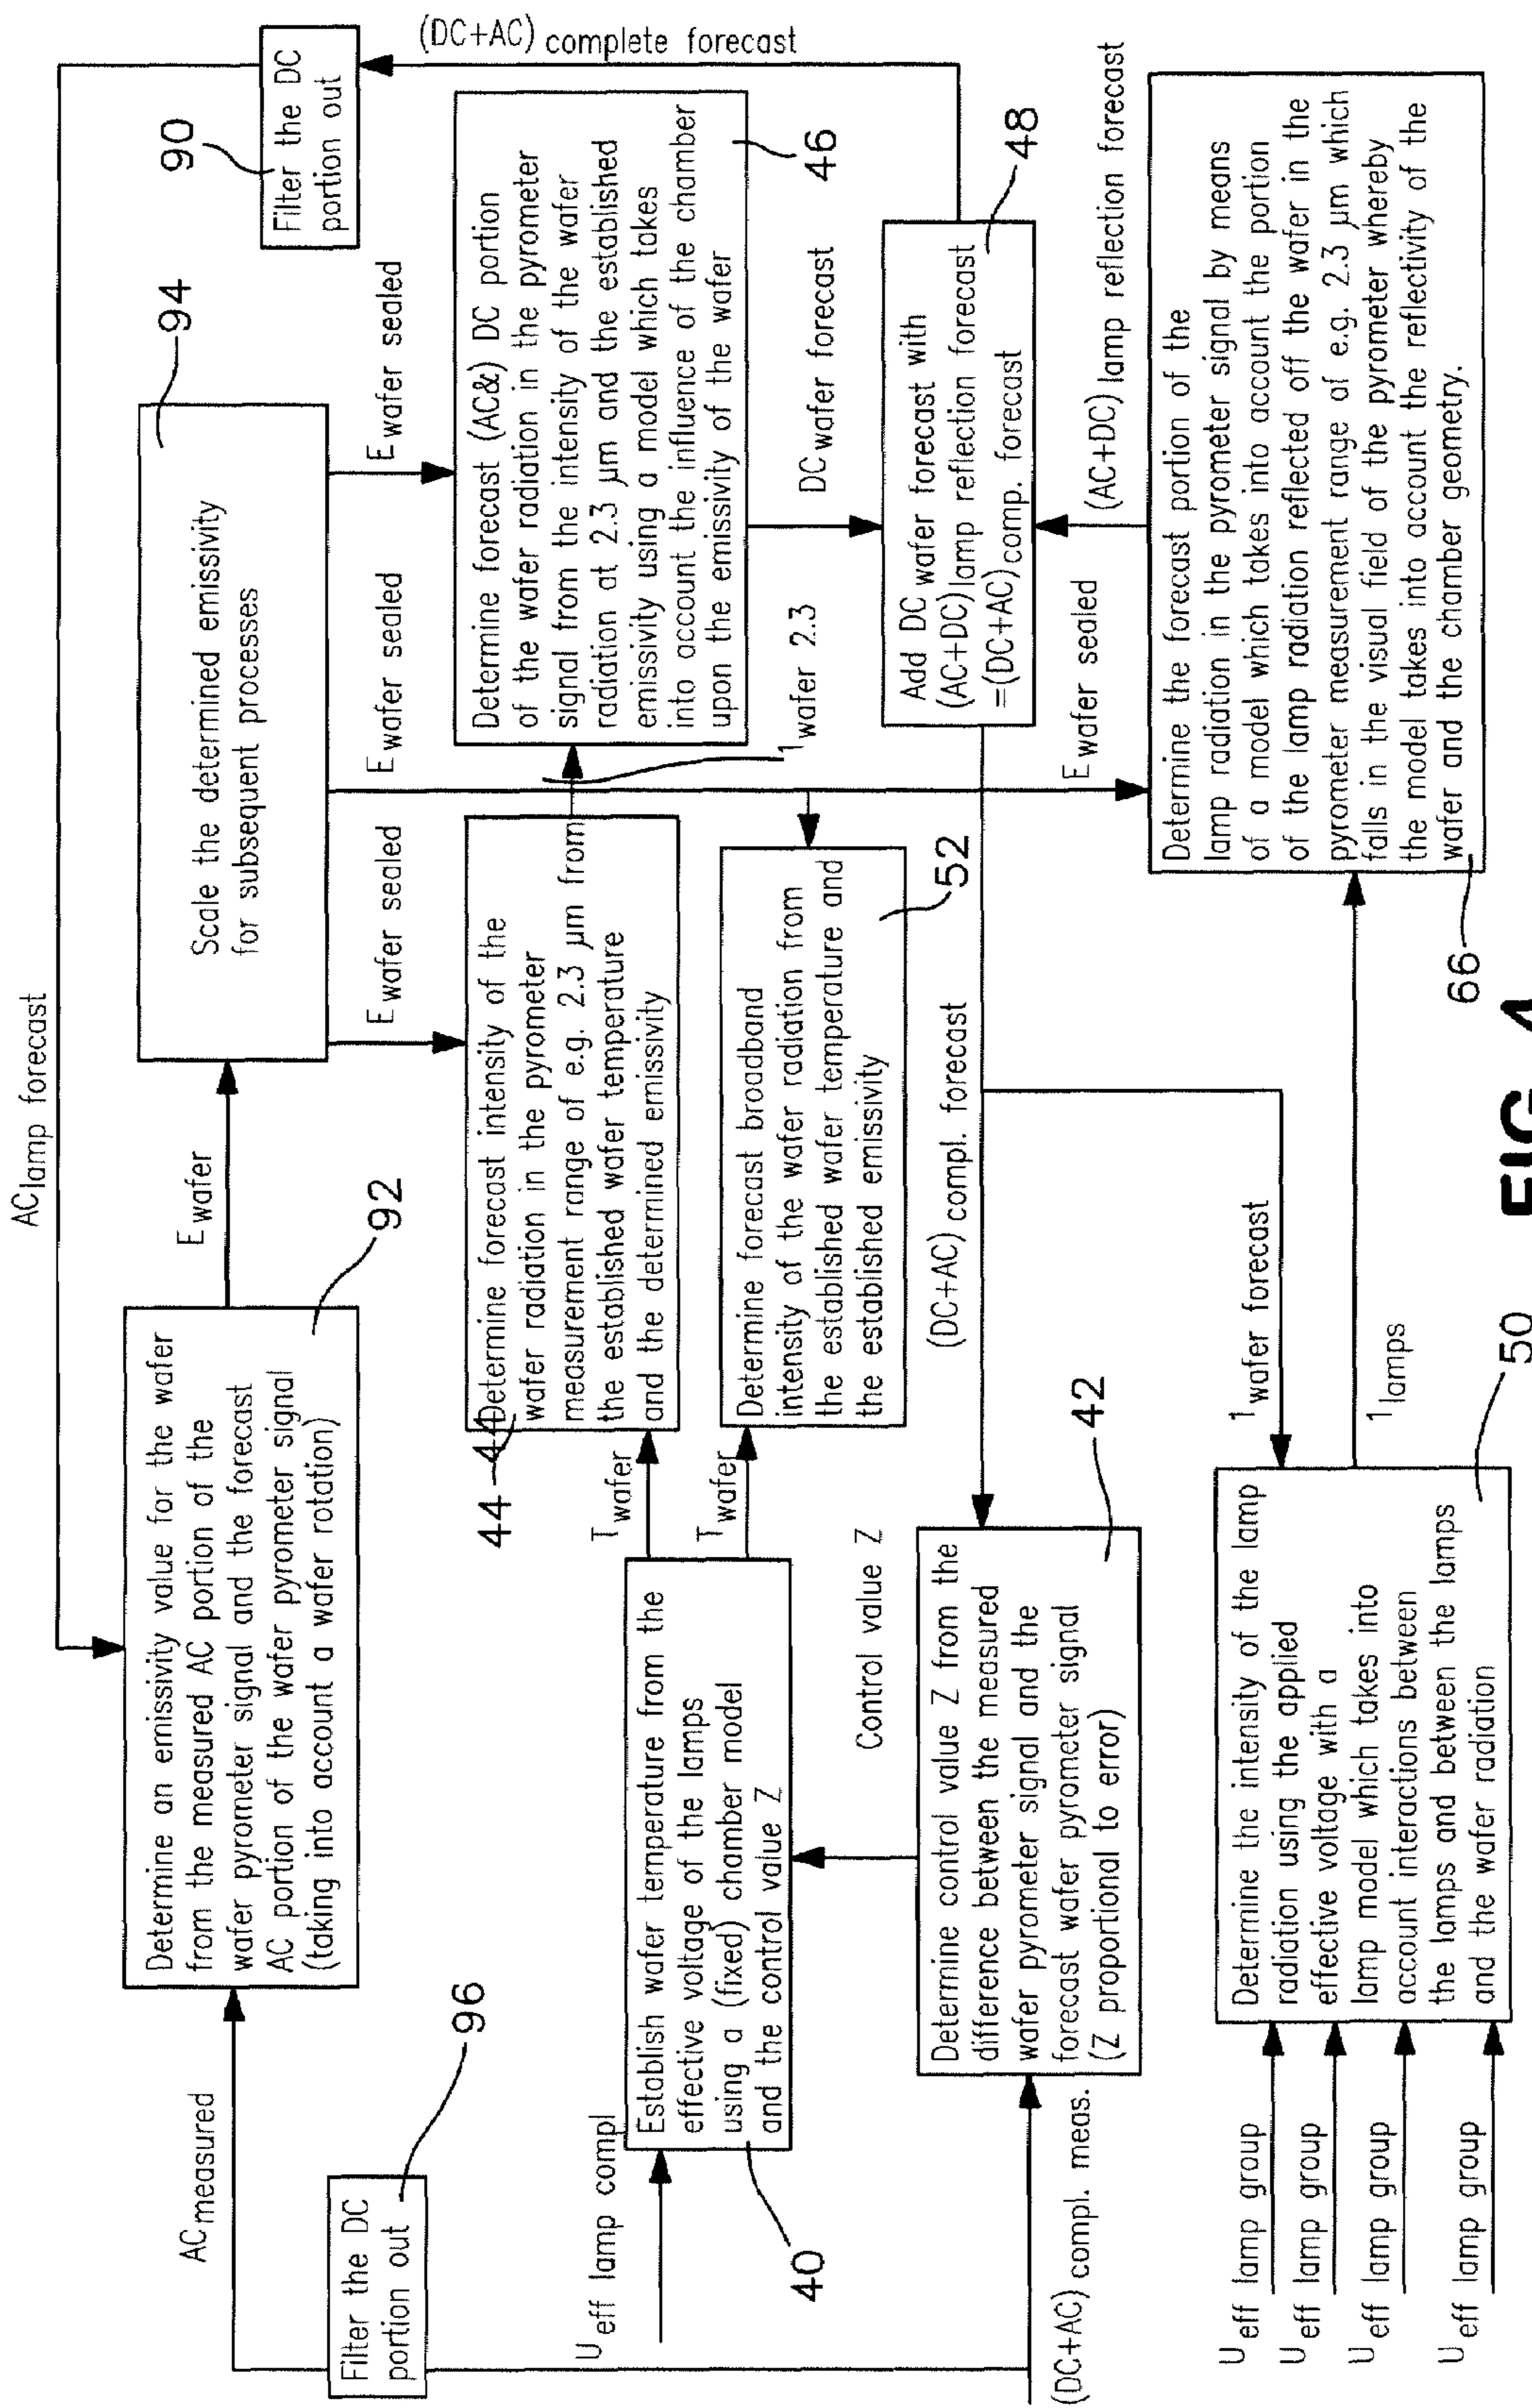 AC lamp forecast
Filter the DC
portion out
96
AC measured
Determine an emissivity value for the wafer
from the measured AC portion of the
wafer pyrometer signal and the forecast
AC portion of the wafer pyrometer signal
(taking into account a wafer rotation)
92
E wafer
Scale the determined emissivity
for subsequent processes
94
Filter the DC
portion out
90
(DC+AC) complete forecast
E wafer sealed
E wafer sealed
E wafer sealed
U eff lamp compl
Establish wafer temperature from the
effective voltage of the lamps
using a (fixed) chamber model
and the control value Z
40
T wafer
T wafer
44
44
Determine forecast intensity of the
wafer radiation in the pyrometer
measurement range of e.g. 2.3 µm from
the established wafer temperature
and the determined emissivity
1 wafer 2.3
Determine forecast (AC&) DC portion
of the wafer radiation in the pyrometer
signal from the intensity of the wafer
radiation at 2.3 µm and the established
emissivity using a model which takes
into account the influence of the chamber
upon the emissivity of the wafer
46
Determine forecast broadband
intensity of the wafer radiation from
the established wafer temperature and
the established emissivity
52
DC wafer forecast
Control value Z
(DC+AC) compl. meas.
Determine control value Z from the
difference between the measured
wafer pyrometer signal and the
forecast wafer pyrometer signal
(Z proportional to error)
42
(DC+AC) compl. forecast
Add DC wafer forecast with
(AC+DC) lamp reflection forecast
=(DC+AC) comp. forecast
48
E wafer sealed
(AC+DC) lamp reflection forecast
U eff lamp group
U eff lamp group
U eff lamp group
U eff lamp group
Determine the intensity of the lamp
radiation using the applied
effective voltage with a
lamp model which takes into
account interactions between
the lamps and between the lamps
and the wafer radiation
50
1 wafer forecast
1 lamps
Determine the forecast portion of the
lamp radiation in the pyrometer signal by means
of a model which takes into account the portion
of the lamp radiation reflected off the wafer in the
pyrometer measurement range of e.g. 2.3 µm which
falls in the visual field of the pyrometer whereby
the model takes into account the reflectivity of the
wafer and the chamber geometry.
66
FIG. 4